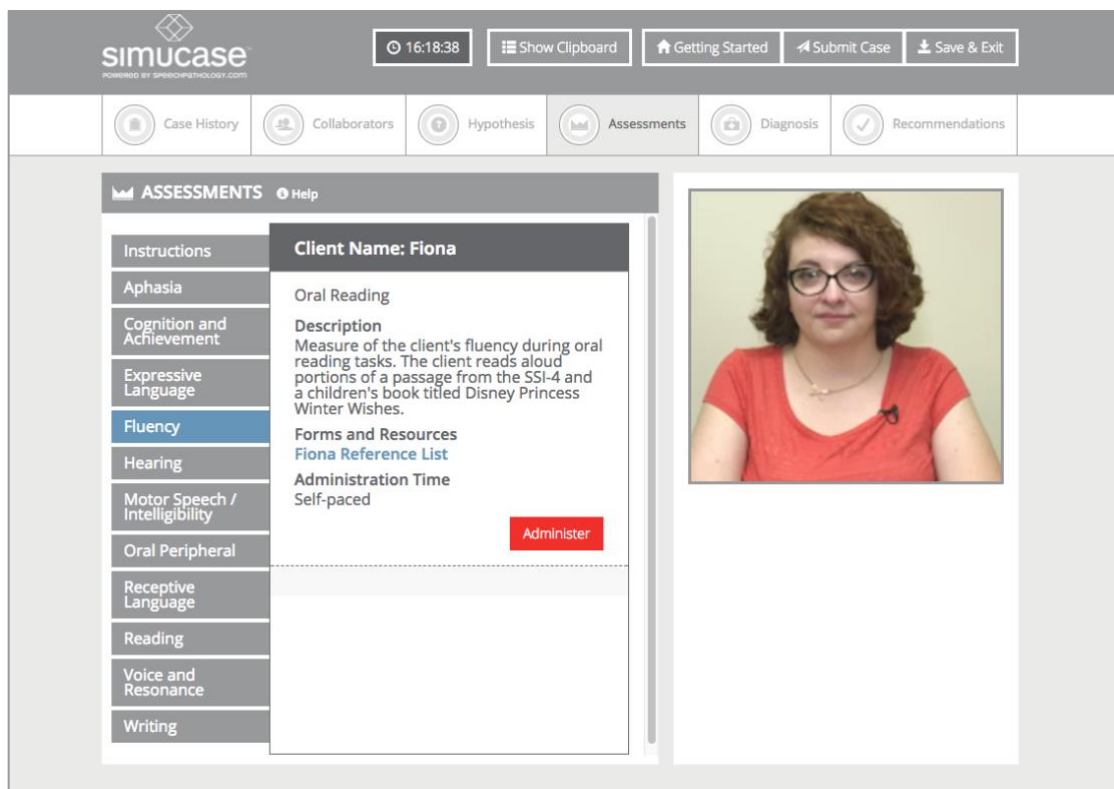 simucase
POWERED BY SPEECHPATHOLOGY.COM
16:18:38
Show Clipboard
Getting Started
Submit Case
Save & Exit
Case History
Collaborators
Hypothesis
Assessments
Diagnosis
Recommendations
ASSESSMENTS Help
Instructions
Aphasia
Cognition and
Achievement
Expressive
Language
Fluency
Hearing
Motor Speech /
Intelligibility
Oral Peripheral
Receptive
Language
Reading
Voice and
Resonance
Writing
Client Name: Fiona
Oral Reading
Description
Measure of the client's fluency during oral
reading tasks. The client reads aloud
portions of a passage from the SSI-4 and
a children's book titled Disney Princess
Winter Wishes.
Forms and Resources
Fiona Reference List
Administration Time
Self-paced
Administer